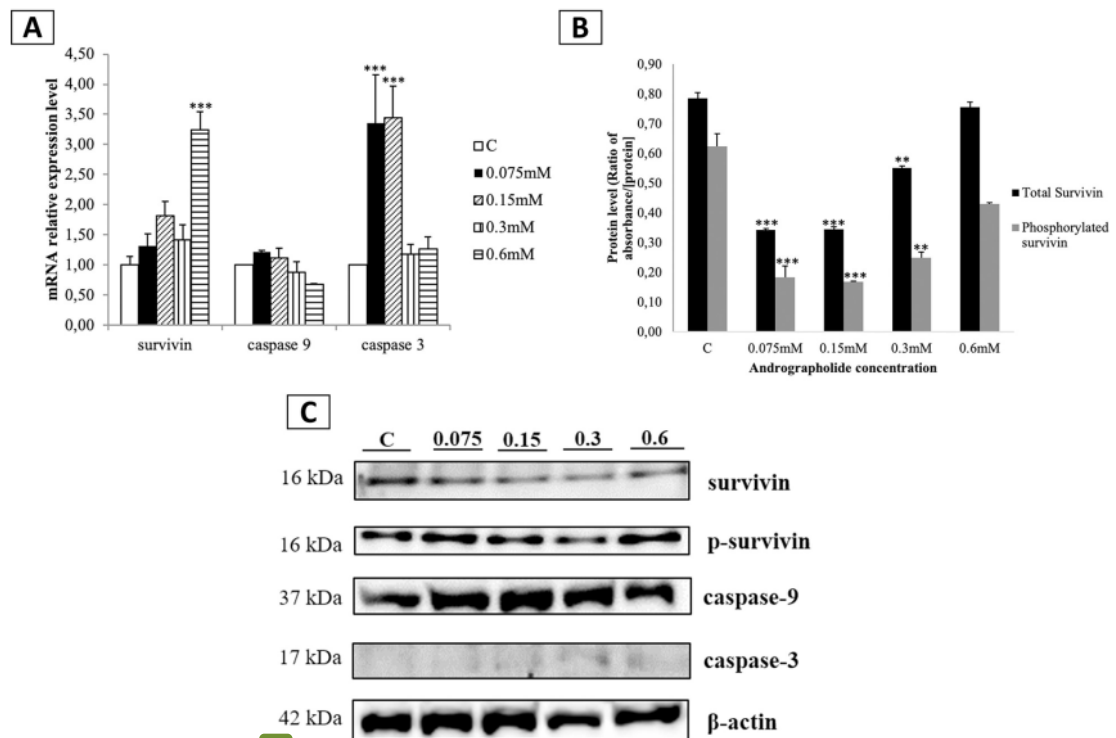 A
mRNA relative expression level
4,50
4,00
3,50
3,00
2,50
2,00
1,50
1,00
0,50
0,00
***
***
***
survivin
caspase 9
caspase 3
C
0.075mM
0.15mM
0.3mM
0.6mM
B
Protein level (Ratio of
absorbance/[protein]
0,90
0,80
0,70
0,60
0,50
0,40
0,30
0,20
0,10
0,00
***
***
***
***
**
**
C
0.075mM
0.15mM
0.3mM
0.6mM
Andrographolide concentration
Total Survivin
Phosphorylated
survivin
C
C 0.075 0.15 0.3 0.6
16 kDa survivin
16 kDa p-survivin
37 kDa caspase-9
17 kDa caspase-3
42 kDa β-actin